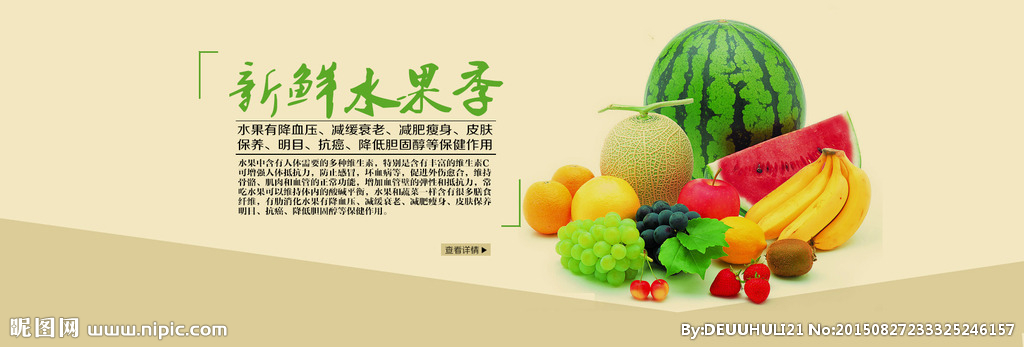 新鲜水果季
水果有降血压、减缓衰老、减肥瘦身、皮肤
保养、明目、抗癌、降低胆固醇等保健作用
水果中含有人体需要的多种维生素，特别是含有丰富的维生素C
可增强人体抵抗力，防止感冒，坏血病等，促进外伤愈合，维持
骨骼、肌肉和血管的正常功能，增加血管壁的弹性和抵抗力，常
吃水果可以维持体内的酸碱平衡，水果和蔬菜一样含有很多膳食
纤维，有助消化水果有降血压、减缓衰老、减肥瘦身、皮肤保养
明目、抗癌、降低胆固醇等保健作用。
查看详情▶
昵图网 www.nipic.com
By:DEUUHULI21 No:20150827233325246157